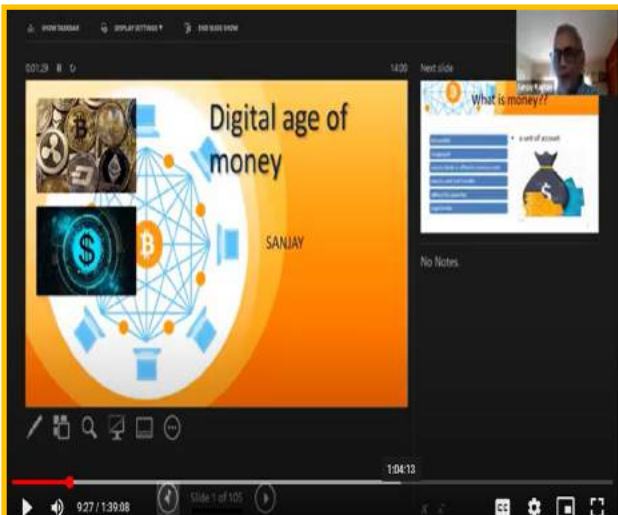 SHOW TASKBAR DISPLAY SETTINGS ▼ END SLIDE SHOW
0:01:29
14:00
Next slide
Digital age of
money
SANJAY
What is money??
a unit of account
No Notes.
1:04:13
9:27 / 1:39:08
Slide 1 of 105
CC